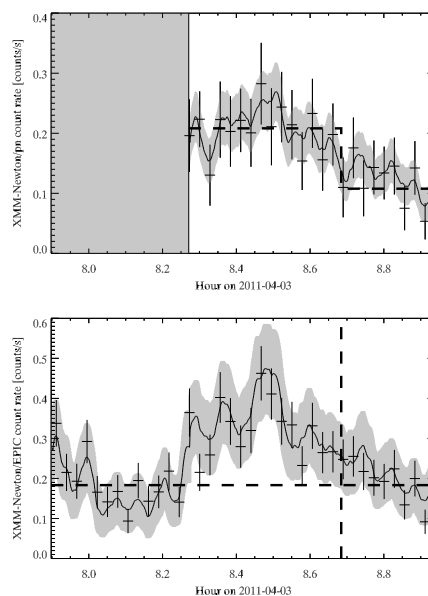 0.4
0.3
0.2
0.1
0.0
XMM-Newton/pn count rate [counts/s]
8.0 8.2 8.4 8.6 8.8
Hour on 2011-04-03
0.6
0.5
0.4
0.3
0.2
0.1
0.0
XMM-Newton/EPIC count rate [counts/s]
8.0 8.2 8.4 8.6 8.8
Hour on 2011-04-03